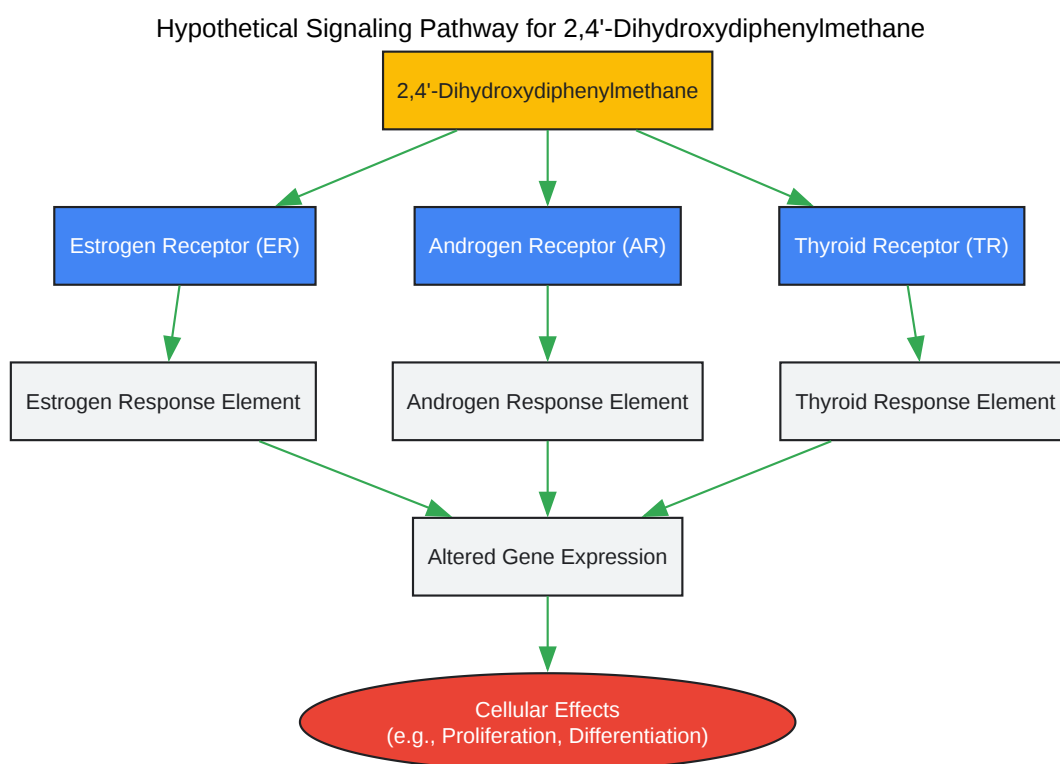 Hypothetical Signaling Pathway for 2,4'-Dihydroxydiphenylmethane
2,4'-Dihydroxydiphenylmethane
Estrogen Receptor (ER)
Androgen Receptor (AR)
Thyroid Receptor (TR)
Estrogen Response Element
Androgen Response Element
Thyroid Response Element
Altered Gene Expression
Cellular Effects
(e.g., Proliferation, Differentiation)